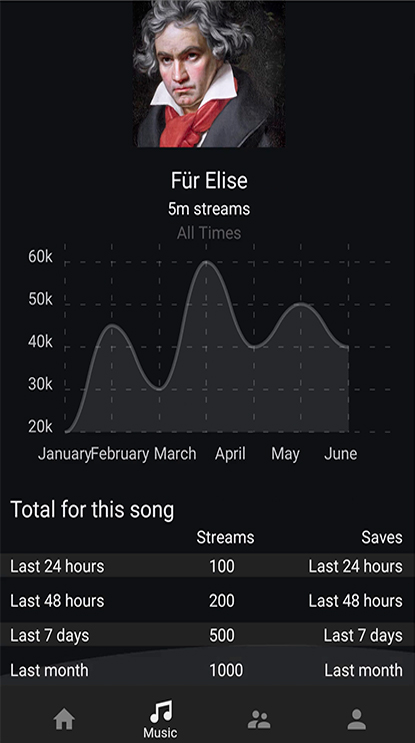 Für Elise
5m streams
All Times
60k
50k
40k
30k
20k
January February March April May June
Total for this song
Streams Saves
Last 24 hours 100 Last 24 hours
Last 48 hours 200 Last 48 hours
Last 7 days 500 Last 7 days
Last month 1000 Last month
Music